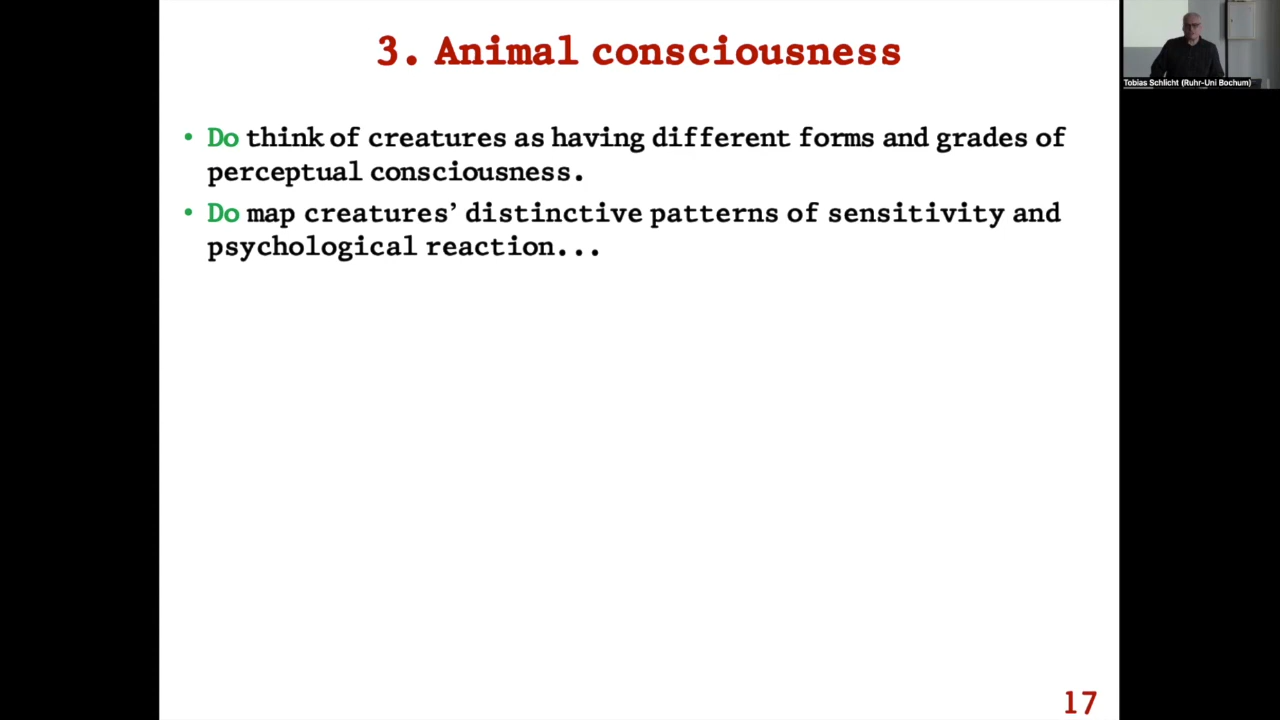 3. Animal consciousness
Tobias Schlicht (Ruhr-Uni Bochum)
• Do think of creatures as having different forms and grades of
perceptual consciousness.
• Do map creatures’ distinctive patterns of sensitivity and
psychological reaction...
17